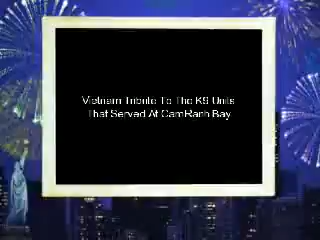 Vietnam Tribute To The K9 Units
That Served At CamRanh Bay